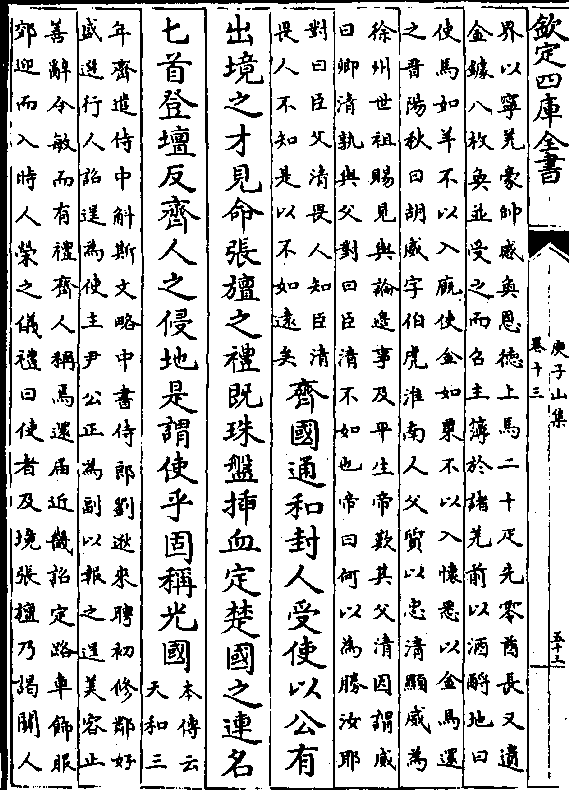 欽定四庫全書
庾子山集
卷十三
五十三
界以寧羌豪帥感奐恩德上馬二十疋先零酋長又遺
金鐻八枚奐並受之而召主簿於諸羌前以酒酹地曰
使馬如羊不以入廐使金如粟不以入懷悉以金馬還
之晉陽秋曰胡威字伯虎淮南人父質以忠清顯威為
徐州世祖賜見與論邊事及平生帝歎其父清因謂威
曰卿清孰與父對曰臣清不如也帝曰何以為勝汝耶
對曰臣父清畏人知臣清
畏人不知是以不如遠矣
齊國通和封人受使以公有
出境之才見命張旜之禮既珠盤揷血定楚國之連名
匕首登壇反齊人之侵地是謂使乎固稱光國
本傳云
天和三
年齊遣侍中斛斯文略中書侍郎劉逖來聘初修鄰好
盛選行人詔選為使主尹公正為副以報之選美容止
善辭令敏而有禮齊人稱焉還屆近畿詔定路車飾服
郊迎而入時人榮之儀禮曰使者及境張旜乃謁關人